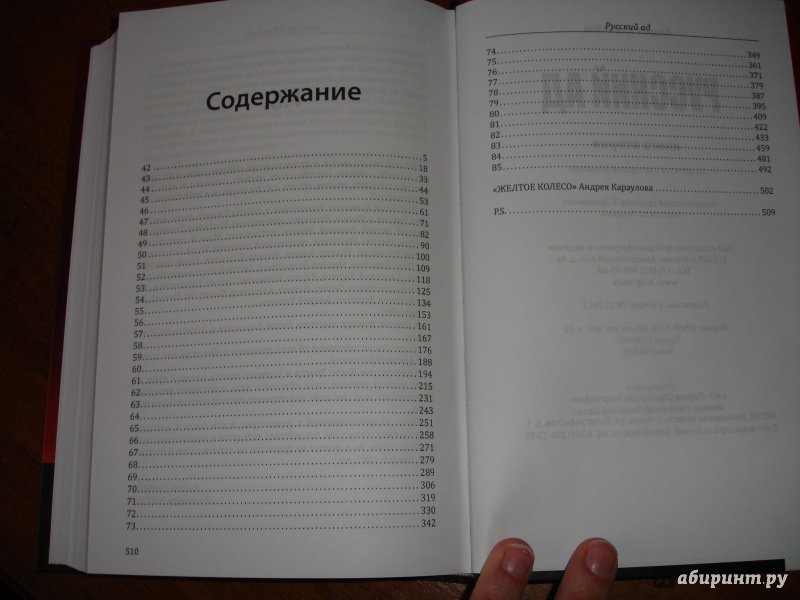 Содержание
42 ........ 5
43 ........ 18
44 ........ 33
45 ........ 44
46 ........ 53
47 ........ 61
48 ........ 71
49 ........ 82
50 ........ 90
51 ........ 100
52 ........ 109
53 ........ 118
54 ........ 125
55 ........ 134
56 ........ 153
57 ........ 161
58 ........ 167
59 ........ 176
60 ........ 188
61 ........ 194
62 ........ 215
63 ........ 231
64 ........ 243
65 ........ 251
66 ........ 258
67 ........ 271
68 ........ 279
69 ........ 289
70 ........ 306
71 ........ 319
72 ........ 330
73 ........ 342
510
Русский ад
74 ........ 349
75 ........ 361
76 ........ 371
77 ........ 379
78 ........ 387
79 ........ 395
80 ........ 409
81 ........ 422
82 ........ 433
83 ........ 459
84 ........ 481
85 ........ 492
«ЖЕЛТОЕ КОЛЕСО» Андрея Караулова ........ 502
P.S. ........ 509
абиринт.ру